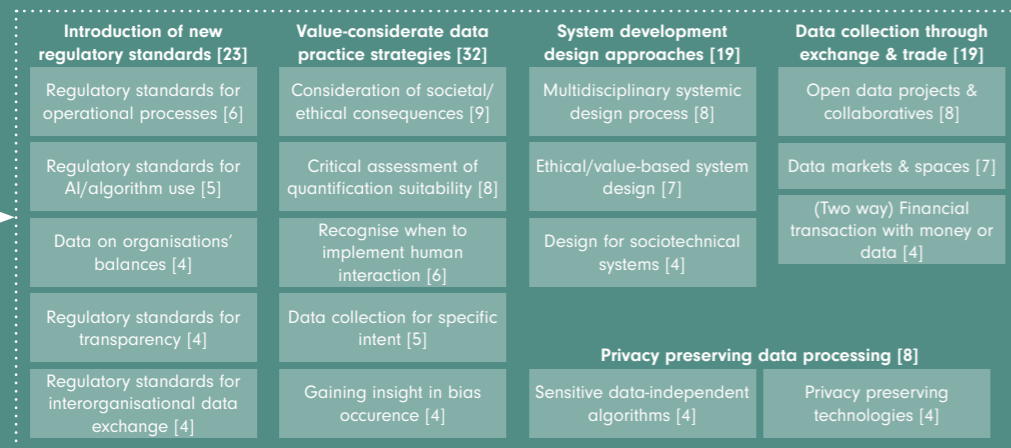 Introduction of new
regulatory standards [23]
Regulatory standards for
operational processes [6]
Regulatory standards for
AI/algorithm use [5]
Data on organisations’
balances [4]
Regulatory standards for
transparency [4]
Regulatory standards for
interorganisational data
exchange [4]
Value-considerate data
practice strategies [32]
Consideration of societal/
ethical consequences [9]
Critical assessment of
quantification suitability [8]
Recognise when to
implement human
interaction [6]
Data collection for specific
intent [5]
Gaining insight in bias
occurence [4]
System development
design approaches [19]
Multidisciplinary systemic
design process [8]
Ethical/value-based system
design [7]
Design for sociotechnical
systems [4]
Data collection through
exchange & trade [19]
Open data projects &
collaboratives [8]
Data markets & spaces [7]
(Two way) Financial
transaction with money or
data [4]
Privacy preserving data processing [8]
Sensitive data-independent
algorithms [4]
Privacy preserving
technologies [4]